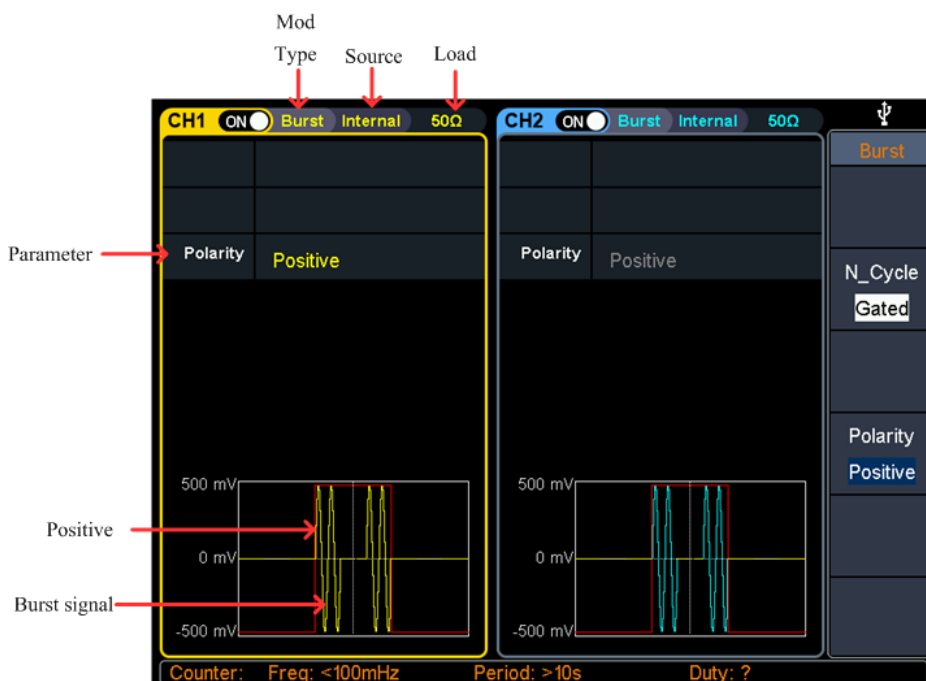 Mod
Type Source Load
CH1 ON Burst Internal 50Ω CH2 ON Burst Internal 50Ω
Burst
Parameter Polarity Positive Polarity Positive
N_Cycle
Gated
Polarity
Positive
500 mV 500 mV
Positive
0 mV 0 mV
Burst signal
-500 mV -500 mV
Counter: Freq: <100mHz Period: >10s Duty: ?